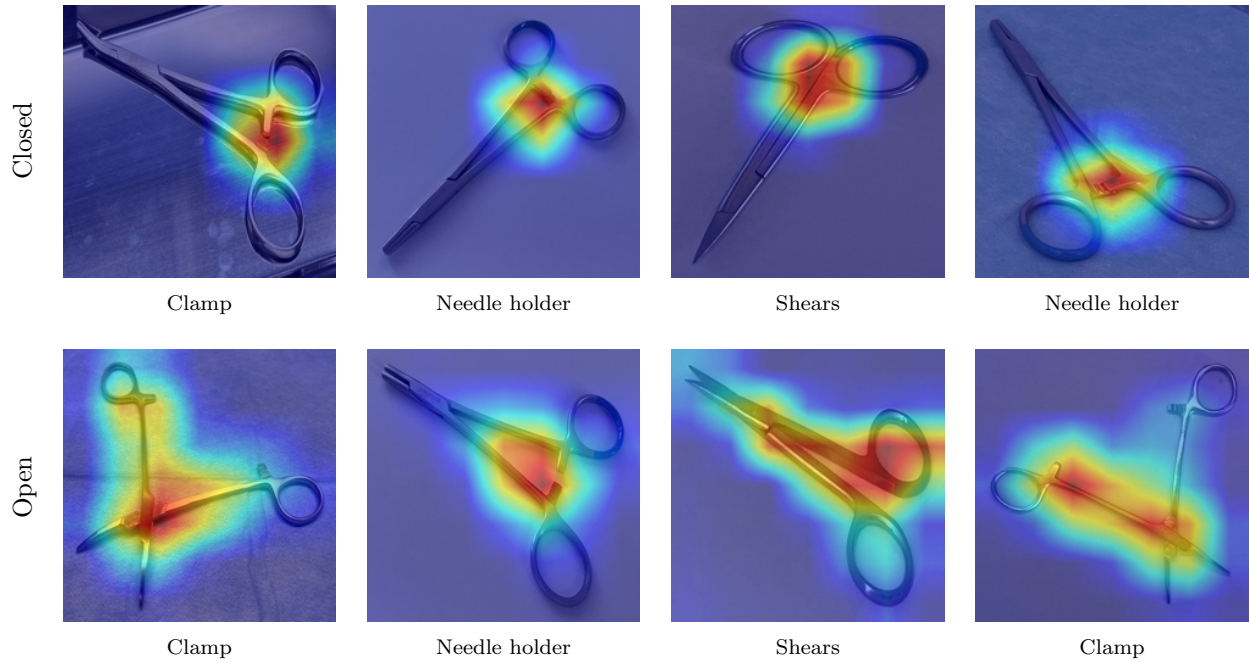 Closed
Clamp
Needle holder
Shears
Needle holder
Open
Clamp
Needle holder
Shears
Clamp